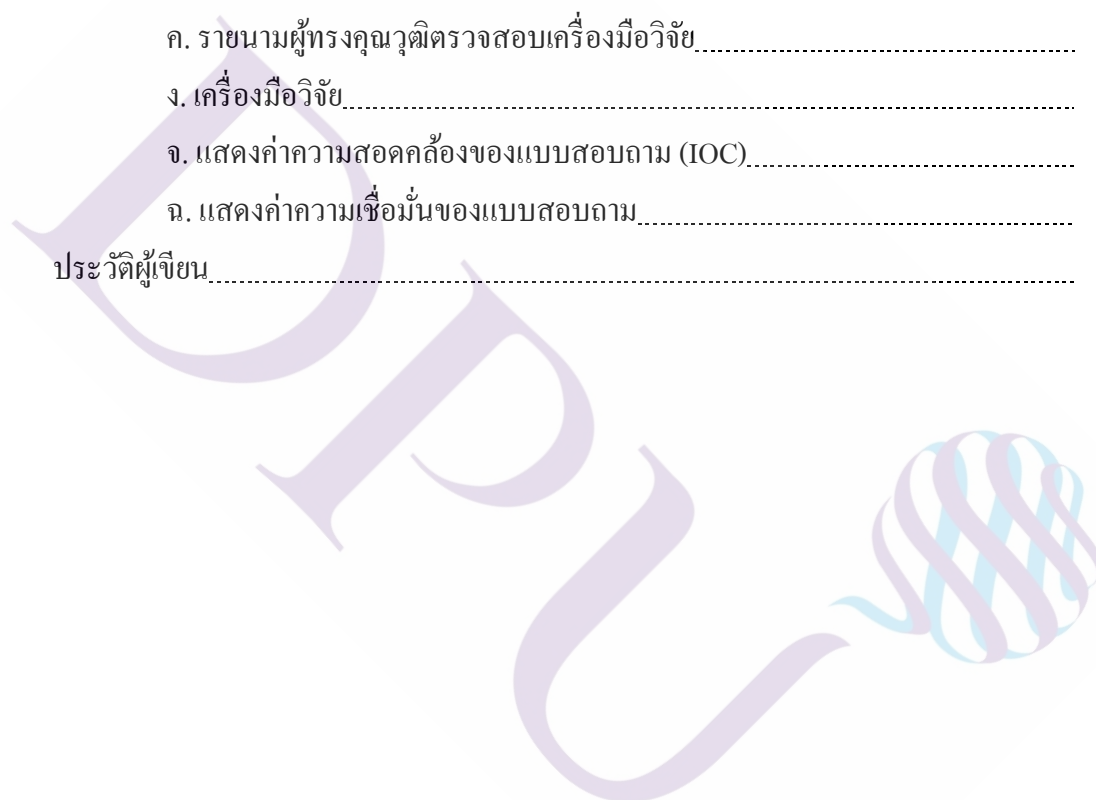 ค. รายนามผู้ทรงคุณวุฒิตรวจสอบเครื่องมือวิจัย
ง. เครื่องมือวิจัย
จ. แสดงค่าความสอดคล้องของแบบสอบถาม (IOC)
ฉ. แสดงค่าความเชื่อมั่นของแบบสอบถาม
ประวัติผู้เขียน
DPU